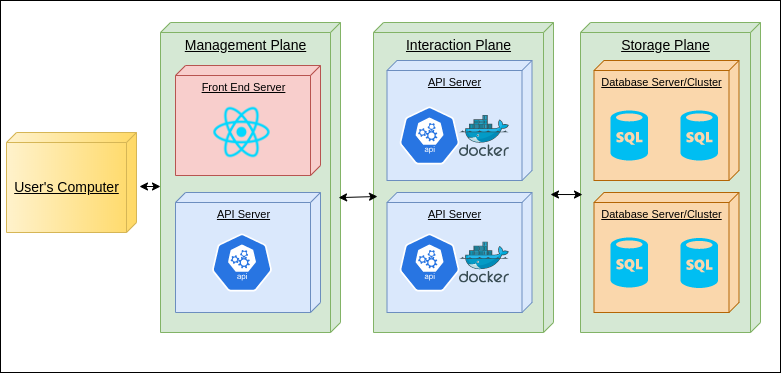 User's Computer
Management Plane
Front End Server
API Server
api
Interaction Plane
API Server
api
docker
API Server
api
docker
Storage Plane
Database Server/Cluster
SQL
SQL
Database Server/Cluster
SQL
SQL